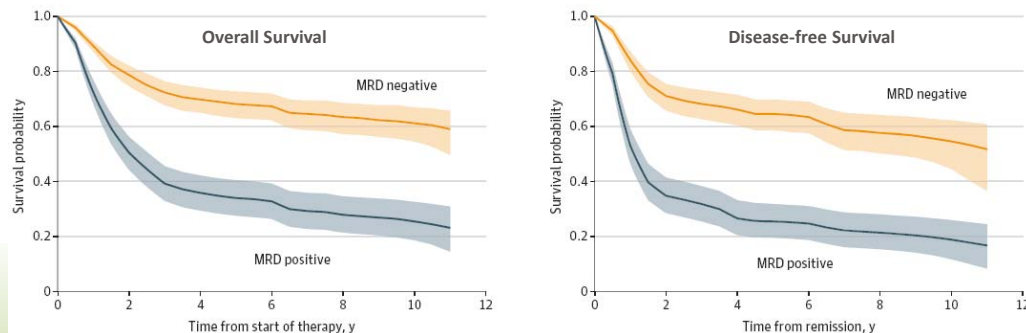 Overall Survival
Survival probability
1.0
0.8
0.6
0.4
0.2
0
MRD negative
MRD positive
0 2 4 6 8 10 12
Time from start of therapy, y
Disease-free Survival
Survival probability
1.0
0.8
0.6
0.4
0.2
0
MRD negative
MRD positive
0 2 4 6 8 10 12
Time from remission, y